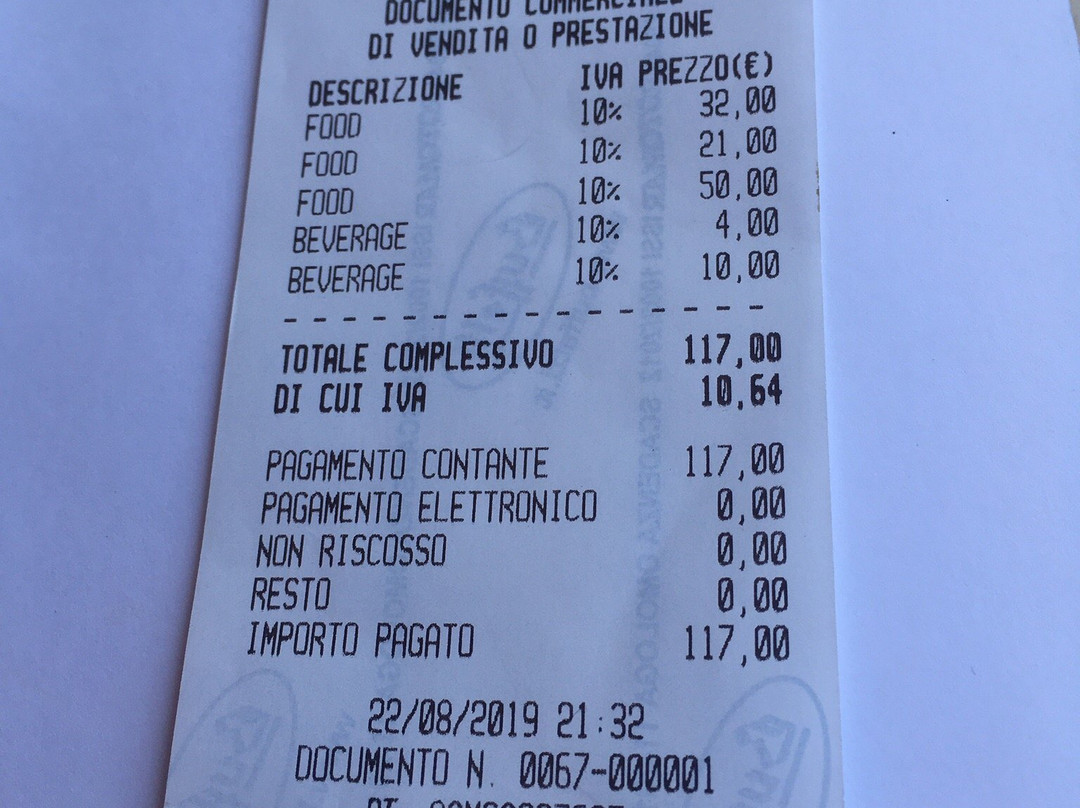 DOCUMENTO COMMERCIALE
DI VENDITA O PRESTAZIONE
DESCRIZIONE IVA PREZZO(€)
FOOD 10% 32,00
FOOD 10% 21,00
FOOD 10% 50,00
BEVERAGE 10% 4,00
BEVERAGE 10% 10,00
- - - - - - - - - - - - - - - - -
TOTALE COMPLESSIVO 117,00
DI CUI IVA 10,64
PAGAMENTO CONTANTE 117,00
PAGAMENTO ELETTRONICO 0,00
NON RISCOSSO 0,00
RESTO 0,00
IMPORTO PAGATO 117,00
22/08/2019 21:32
DOCUMENTO N. 0067-000001